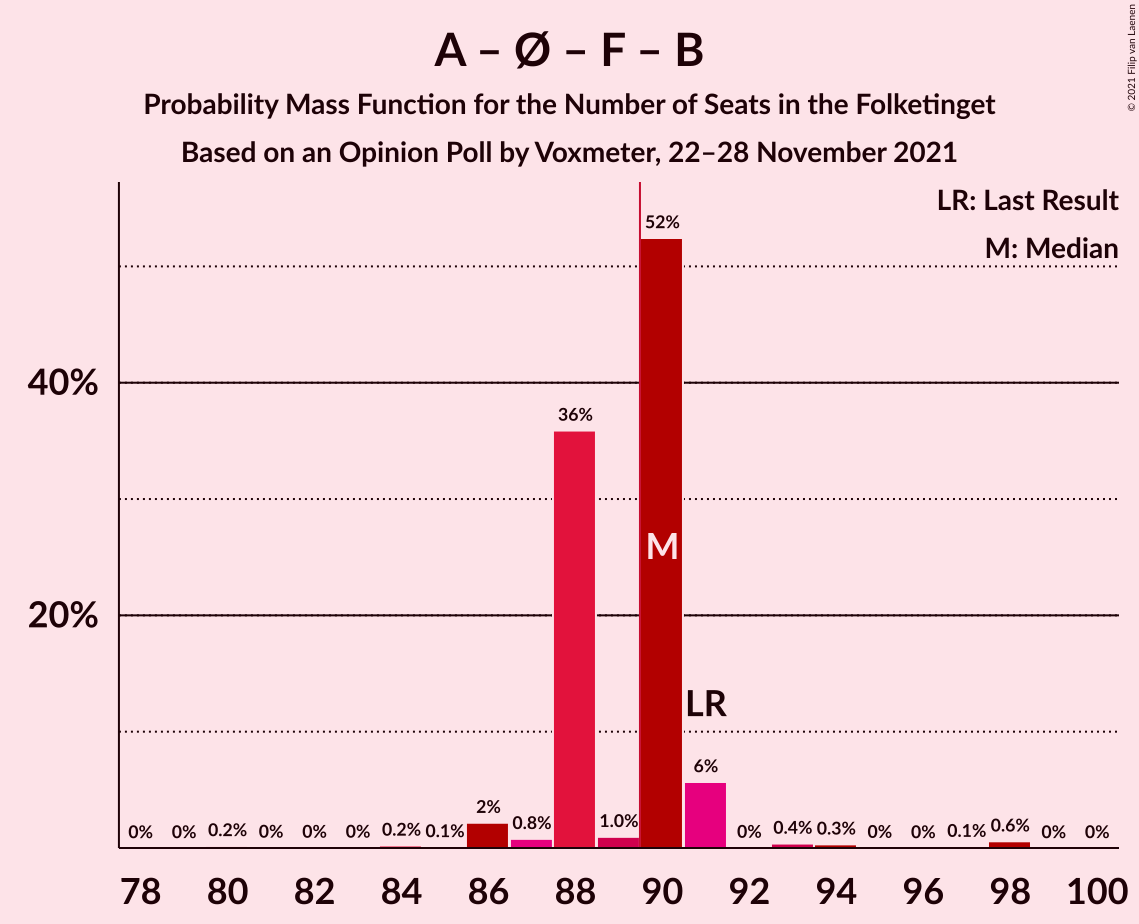 A – Ø – F – B
Probability Mass Function for the Number of Seats in the Folketinget
Based on an Opinion Poll by Voxmeter, 22–28 November 2021
© 2021 Filip van Laenen
LR: Last Result
M: Median
40%
20%
0% 0% 0.2% 0% 0% 0% 0.2% 0.1% 2% 0.8% 36% 1.0% 52% 6% 0% 0.4% 0.3% 0% 0% 0.1% 0.6% 0% 0%
M
LR
78 80 82 84 86 88 90 92 94 96 98 100